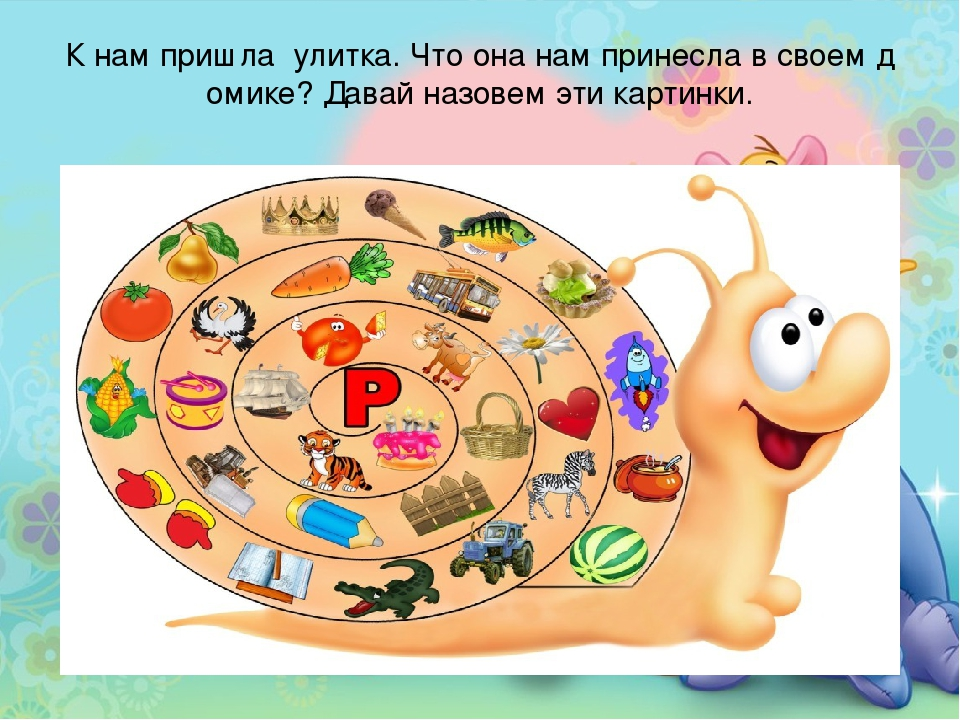 К нам пришла улитка. Что она нам принесла в своем д
омике? Давай назовем эти картинки.
Р